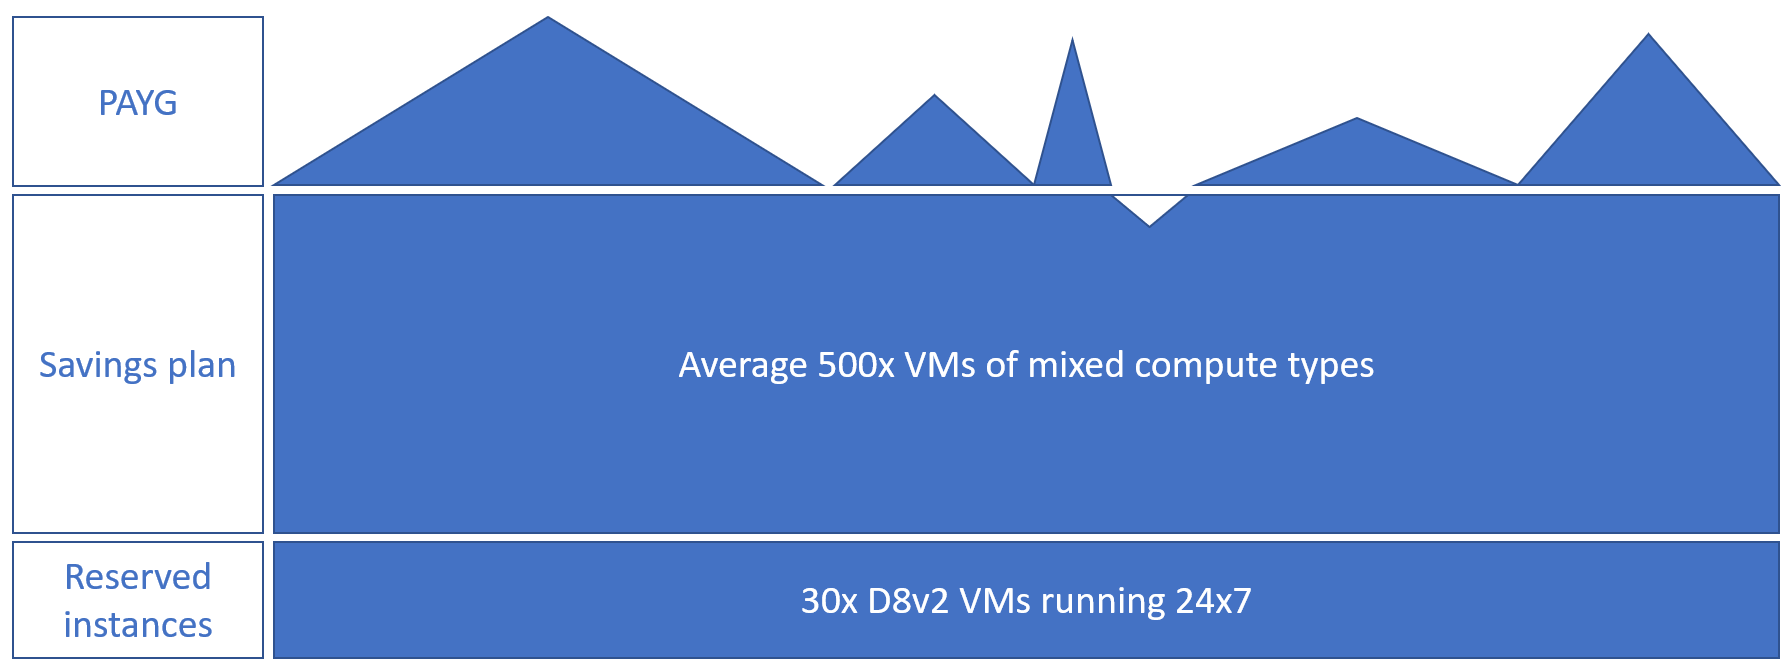 PAYG
Savings plan
Average 500x VMs of mixed compute types
Reserved
instances
30x D8v2 VMs running 24x7